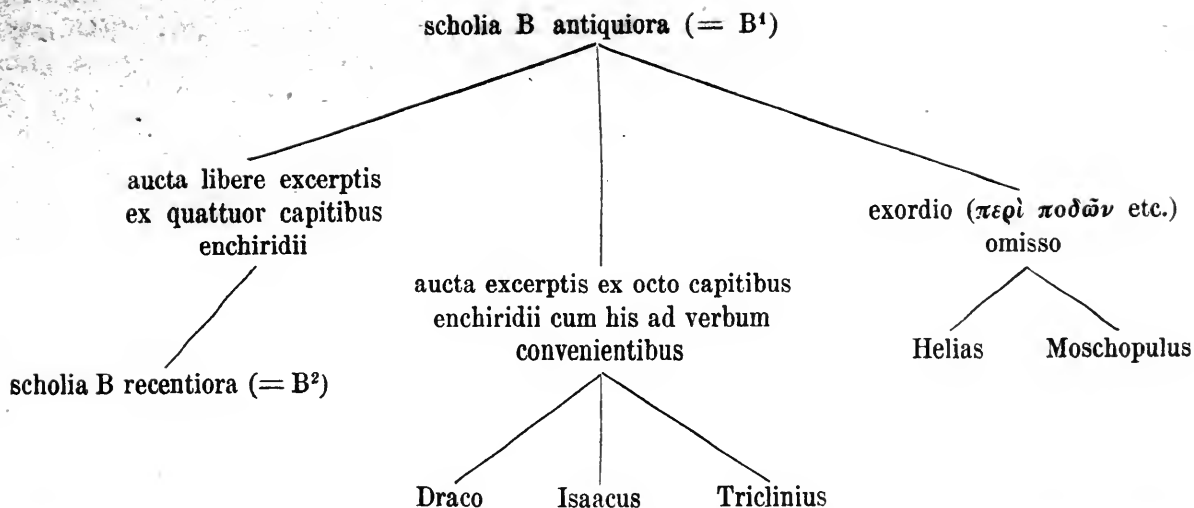 scholia B antiquiora (= B¹)
aucta libere excerptis
ex quattuor capitibus
enchiridii
exordio (περὶ ποδῶν etc.)
omisso
aucta excerptis ex octo capitibus
enchiridii cum his ad verbum
convenientibus
Helias Moschopulus
scholia B recentiora (= B²)
Draco Isaacus Triclinius